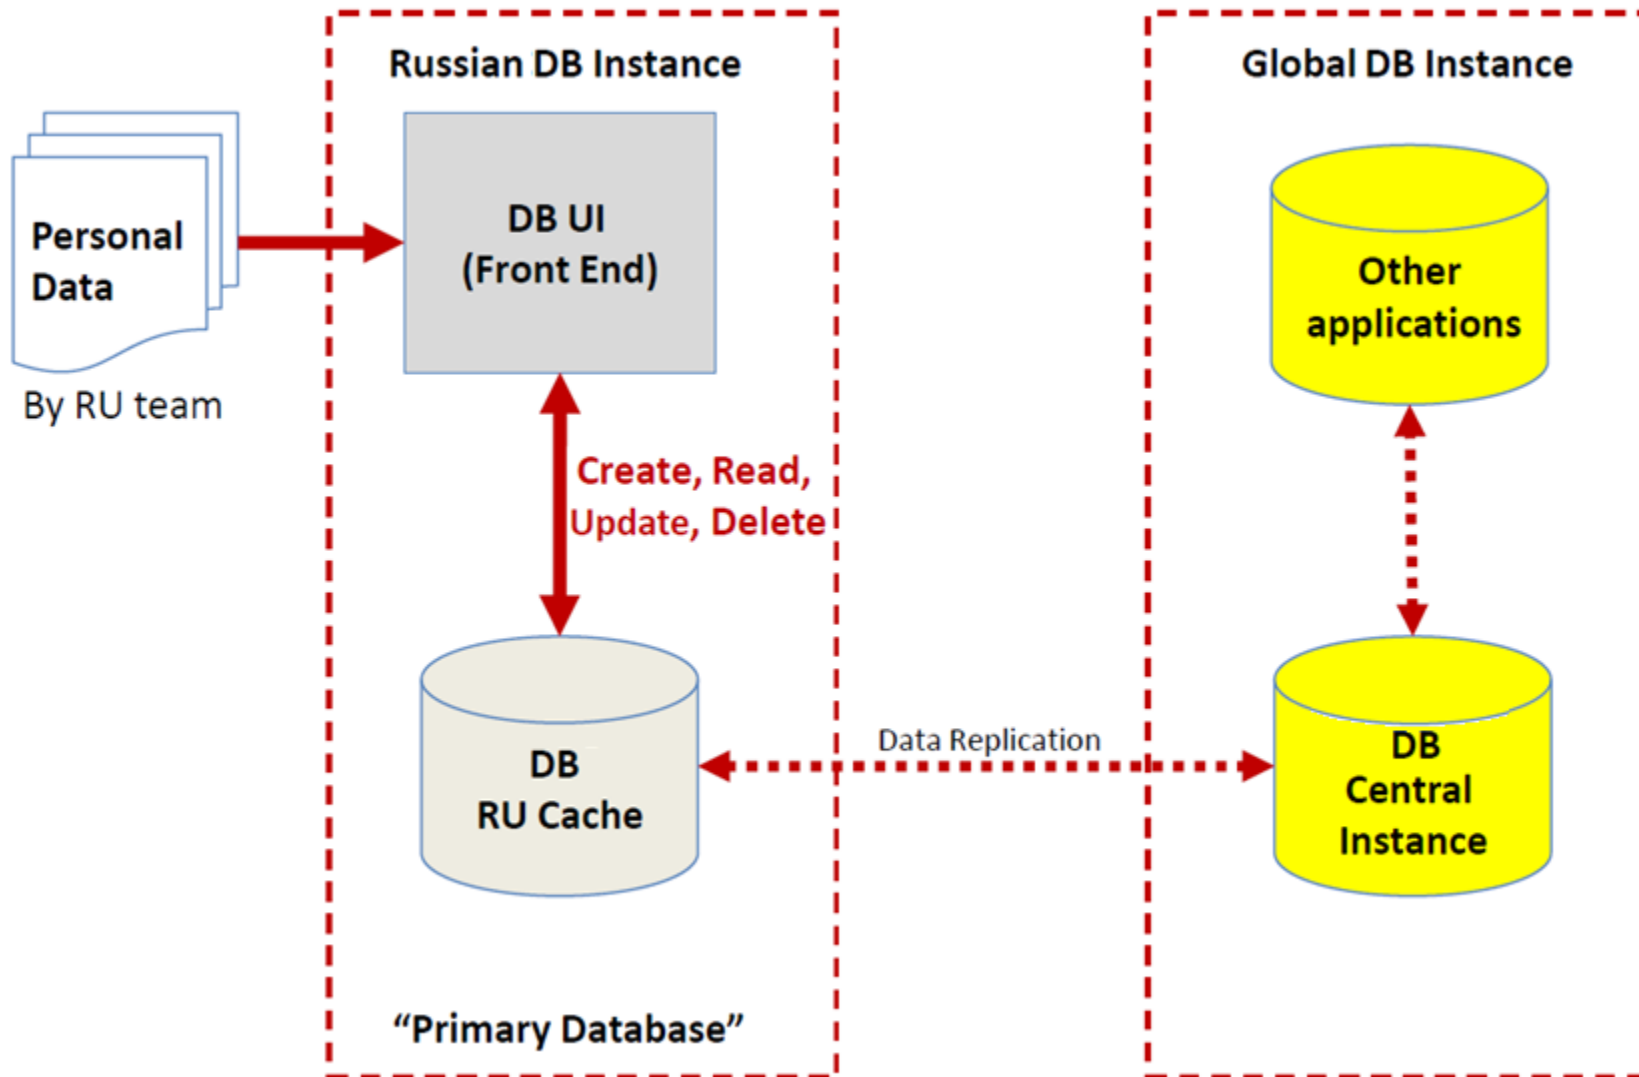 Russian DB Instance
Global DB Instance
Personal
Data
By RU team
DB UI
(Front End)
Create, Read,
Update, Delete
DB
RU Cache
“Primary Database”
Data Replication
Other
applications
DB
Central
Instance